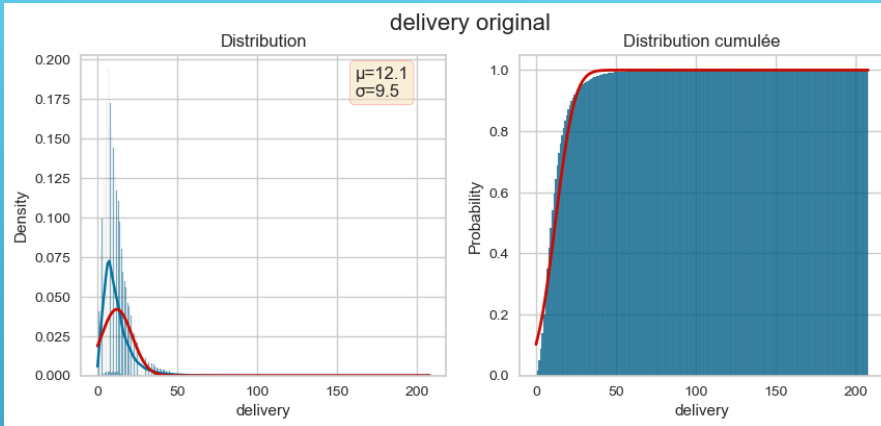 delivery original
Distribution
0.200
0.175
0.150
0.125
0.100
0.075
0.050
0.025
0.000
Density
μ=12.1
σ=9.5
0
50
100
150
200
delivery
Distribution cumulée
1.0
0.8
0.6
0.4
0.2
0.0
Probability
0
50
100
150
200
delivery